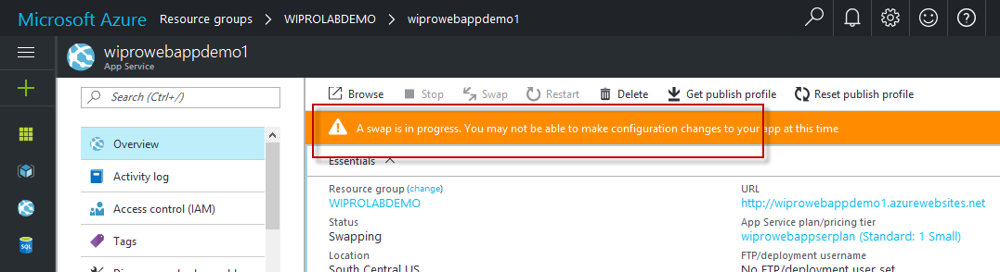 Microsoft Azure Resource groups > WIPROLABDEMO > wiprowebappdemo1
wiprowebappdemo1
App Service
Search (Ctrl+/)
Browse Stop Swap Restart Delete Get publish profile Reset publish profile
A swap is in progress. You may not be able to make configuration changes to your app at this time
Overview
Activity log
Access control (IAM)
Tags
SQL
Essentials
Resource group (change)
WIPROLABDEMO
Status
Swapping
Location
South Central US
URL
http://wiprowebappdemo1.azurewebsites.net
App Service plan/pricing tier
wiprowebappserplan (Standard: 1 Small)
FTP/deployment username
No FTP/deployment user set